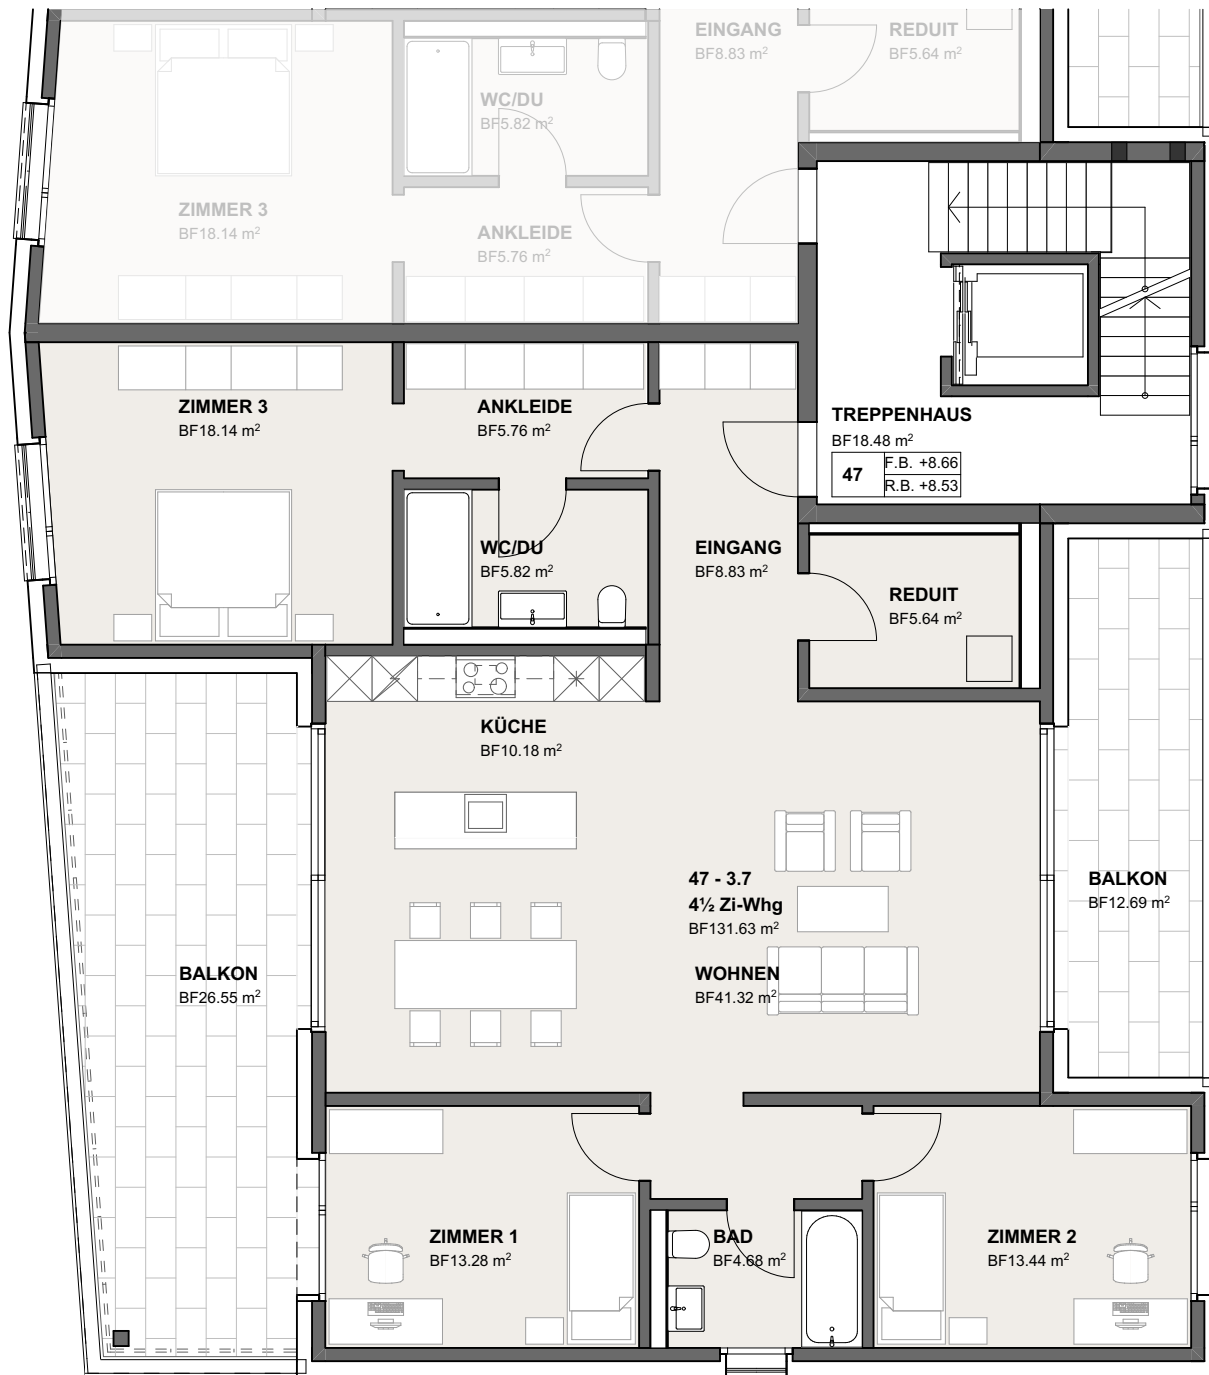 EINGANG
BF8.83 m²
REDUIT
BF5.64 m²
WC/DU
BF5.82 m²
ZIMMER 3
BF18.14 m²
ANKLEIDE
BF5.76 m²
ZIMMER 3
BF18.14 m²
ANKLEIDE
BF5.76 m²
TREPPENHAUS
BF18.48 m²
47
F.B. +8.66
R.B. +8.53
WC/DU
BF5.82 m²
EINGANG
BF8.83 m²
REDUIT
BF5.64 m²
KÜCHE
BF10.18 m²
47 - 3.7
4½ Zi-Whg
BF131.63 m²
BALKON
BF12.69 m²
BALKON
BF26.55 m²
WOHNEN
BF41.32 m²
ZIMMER 1
BF13.28 m²
BAD
BF4.68 m²
ZIMMER 2
BF13.44 m²